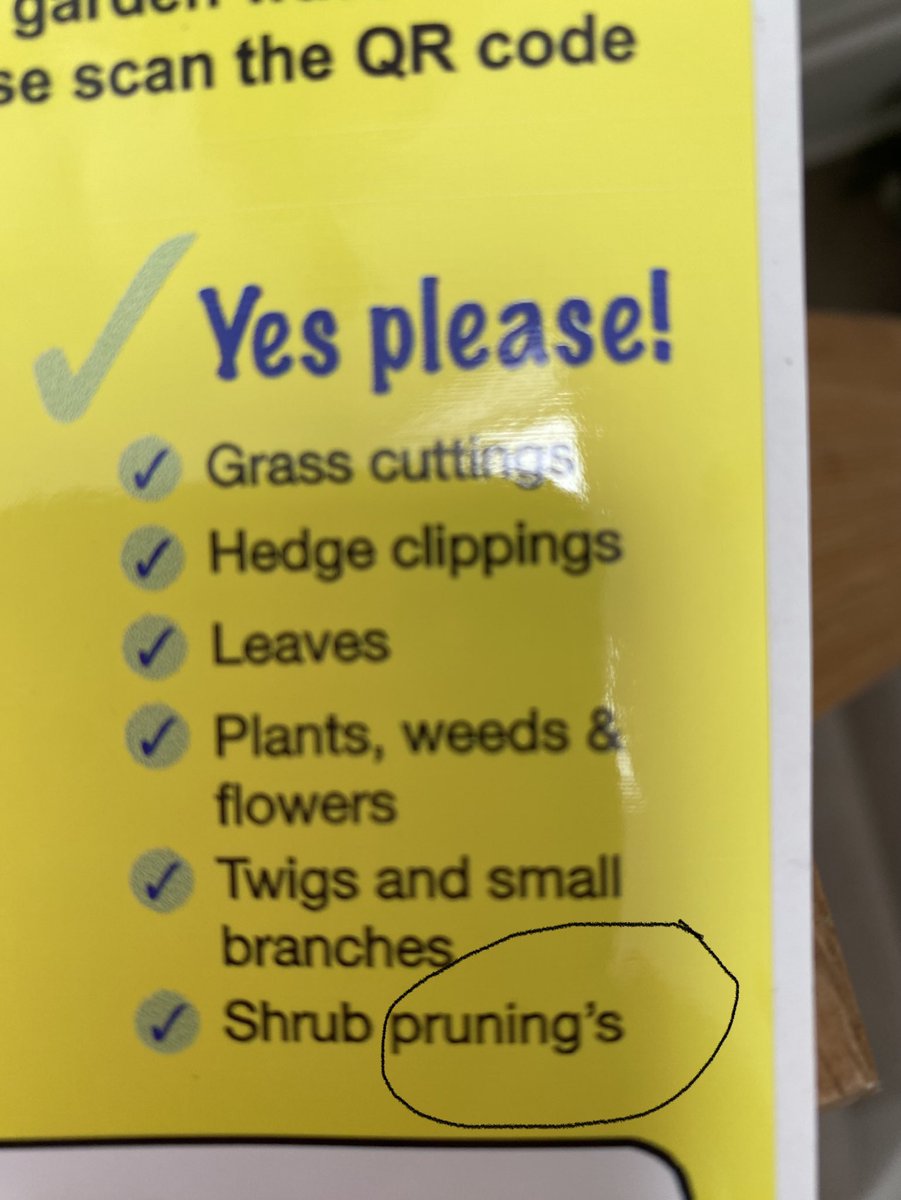 garden
se scan the QR code
Yes please!
Grass cuttings
Hedge clippings
Leaves
Plants, weeds &
flowers
Twigs and small
branches
Shrub pruning's